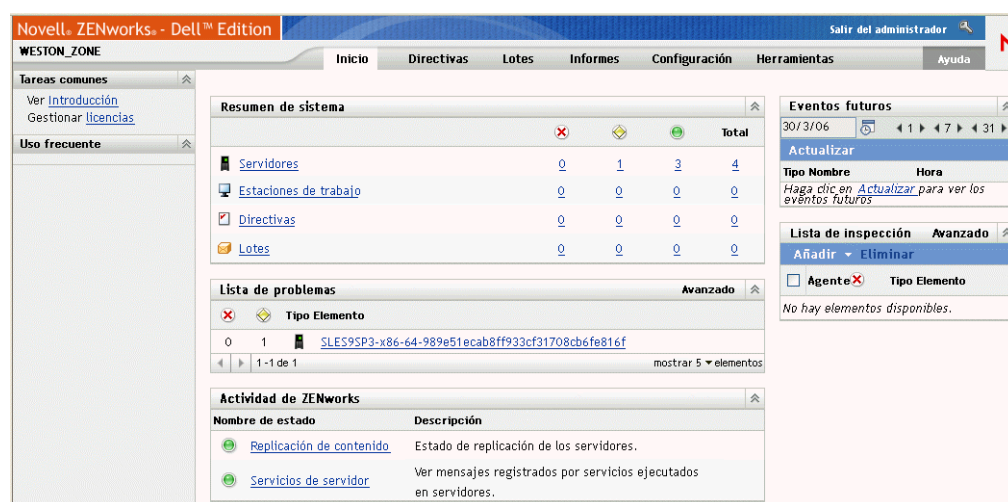 Novell® ZENworks® - Dell™ Edition
Salir del administrador
WESTON_ZONE
Inicio Directivas Lotes Informes Configuración Herramientas Ayuda
Tareas comunes
Ver Introducción
Gestionar licencias
Uso frecuente
Resumen de sistema
Total
Servidores 0 1 3 4
Estaciones de trabajo 0 0 0 0
Directivas 0 0 0 0
Lotes 0 0 0 0
Lista de problemas Avanzado
Tipo Elemento
0 1 SLES9SP3-x86-64-989e51ecab8ff933cf31708cb6fe816f
1 -1 de 1 mostrar 5 elementos
Actividad de ZENworks
Nombre de estado Descripción
Replicación de contenido Estado de replicación de los servidores.
Servicios de servidor Ver mensajes registrados por servicios ejecutados
en servidores.
Eventos futuros
30/3/06 1 7 31
Actualizar
Tipo Nombre Hora
Haga clic en Actualizar para ver los
eventos futuros
Lista de inspección Avanzado
Añadir Eliminar
Agente Tipo Elemento
No hay elementos disponibles.